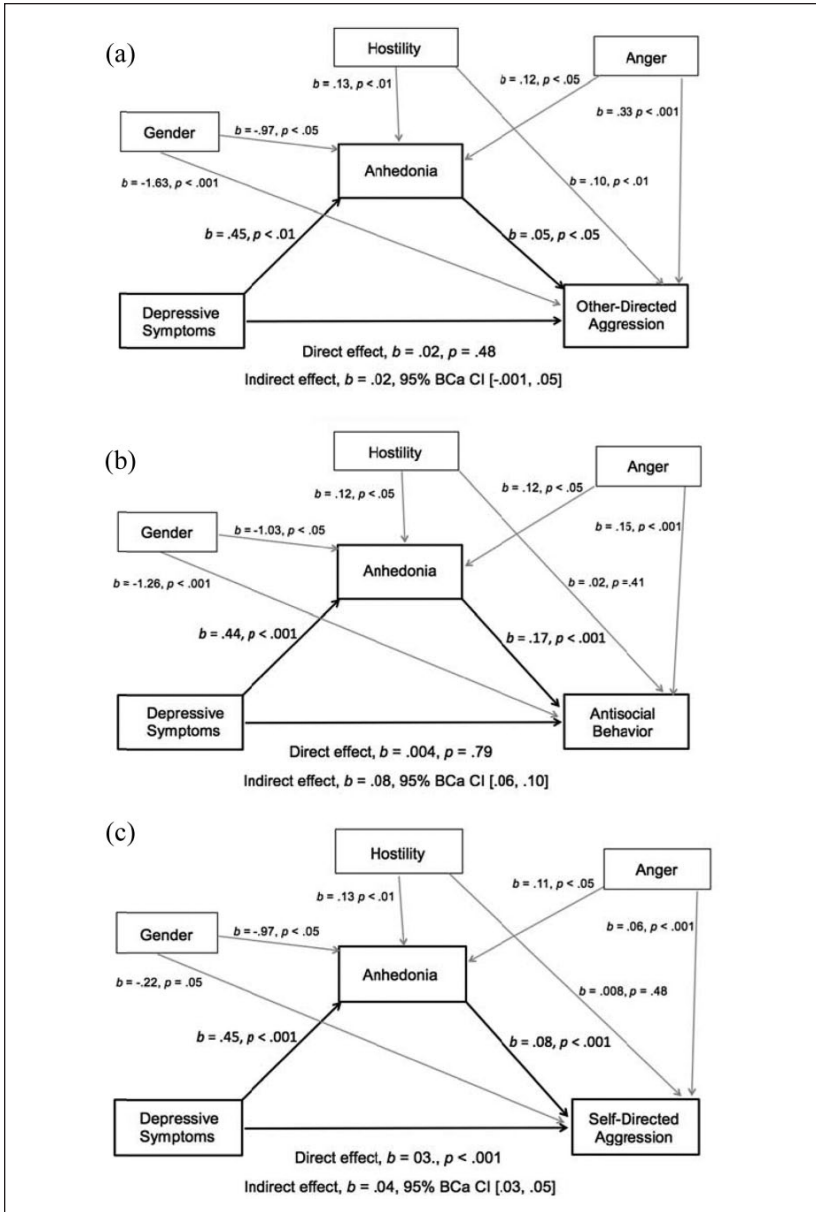 (a)
Hostility
Anger
b = .13, p < .01
b = .12, p < .05
b = .33 p < .001
Gender
b = -.97, p < .05
Anhedonia
b = -1.63, p < .001
b = .10, p < .01
b = .45, p < .01
b = .05, p < .05
Depressive
Symptoms
Other-Directed
Aggression
Direct effect, b = .02, p = .48
Indirect effect, b = .02, 95% BCa CI [-.001, .05]
(b)
Hostility
Anger
b = .12, p < .05
b = .12, p < .05
b = .15, p < .001
Gender
b = -1.03, p < .05
Anhedonia
b = -1.26, p < .001
b = .02, p =.41
b = .44, p < .001
b = .17, p < .001
Depressive
Symptoms
Antisocial
Behavior
Direct effect, b = .004, p = .79
Indirect effect, b = .08, 95% BCa CI [.06, .10]
(c)
Hostility
Anger
b = .13 p < .01
b = .11, p < .05
b = .06, p < .001
Gender
b = -.97, p < .05
Anhedonia
b = -.22, p = .05
b = .008, p = .48
b = .45, p < .001
b = .08, p < .001
Depressive
Symptoms
Self-Directed
Aggression
Direct effect, b = 03., p < .001
Indirect effect, b = .04, 95% BCa CI [.03, .05]